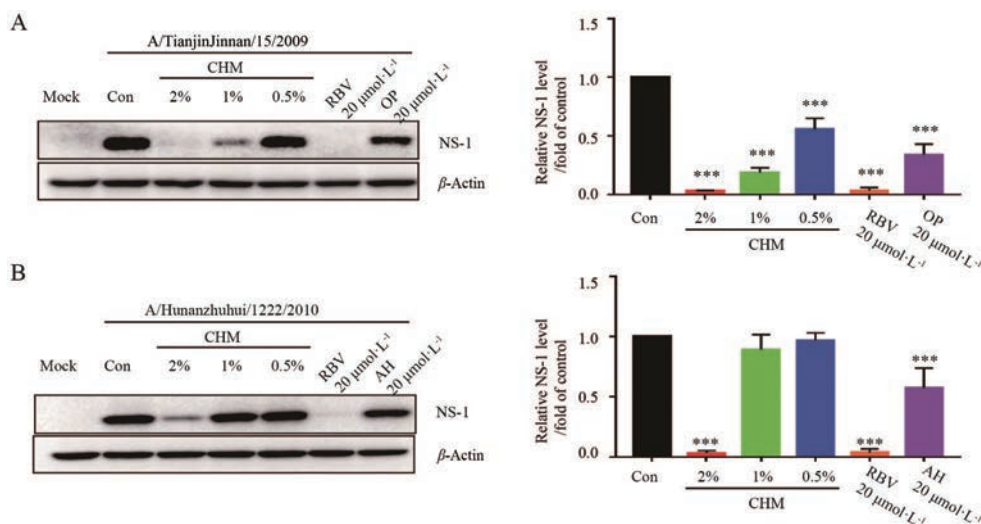 A
A/TianjinJinnan/15/2009
CHM
Mock Con 2% 1% 0.5% RBV 20 μmol·L⁻¹ OP 20 μmol·L⁻¹
NS-1
β-Actin
Relative NS-1 level
/fold of control
1.5
1.0
0.5
0.0
*** *** *** *** ***
Con 2% 1% 0.5% RBV 20 μmol·L⁻¹ OP 20 μmol·L⁻¹
CHM
B
A/Hunanzhuhui/1222/2010
CHM
Mock Con 2% 1% 0.5% RBV 20 μmol·L⁻¹ AH 20 μmol·L⁻¹
NS-1
β-Actin
Relative NS-1 level
/fold of control
1.5
1.0
0.5
0.0
*** *** ***
Con 2% 1% 0.5% RBV 20 μmol·L⁻¹ AH 20 μmol·L⁻¹
CHM